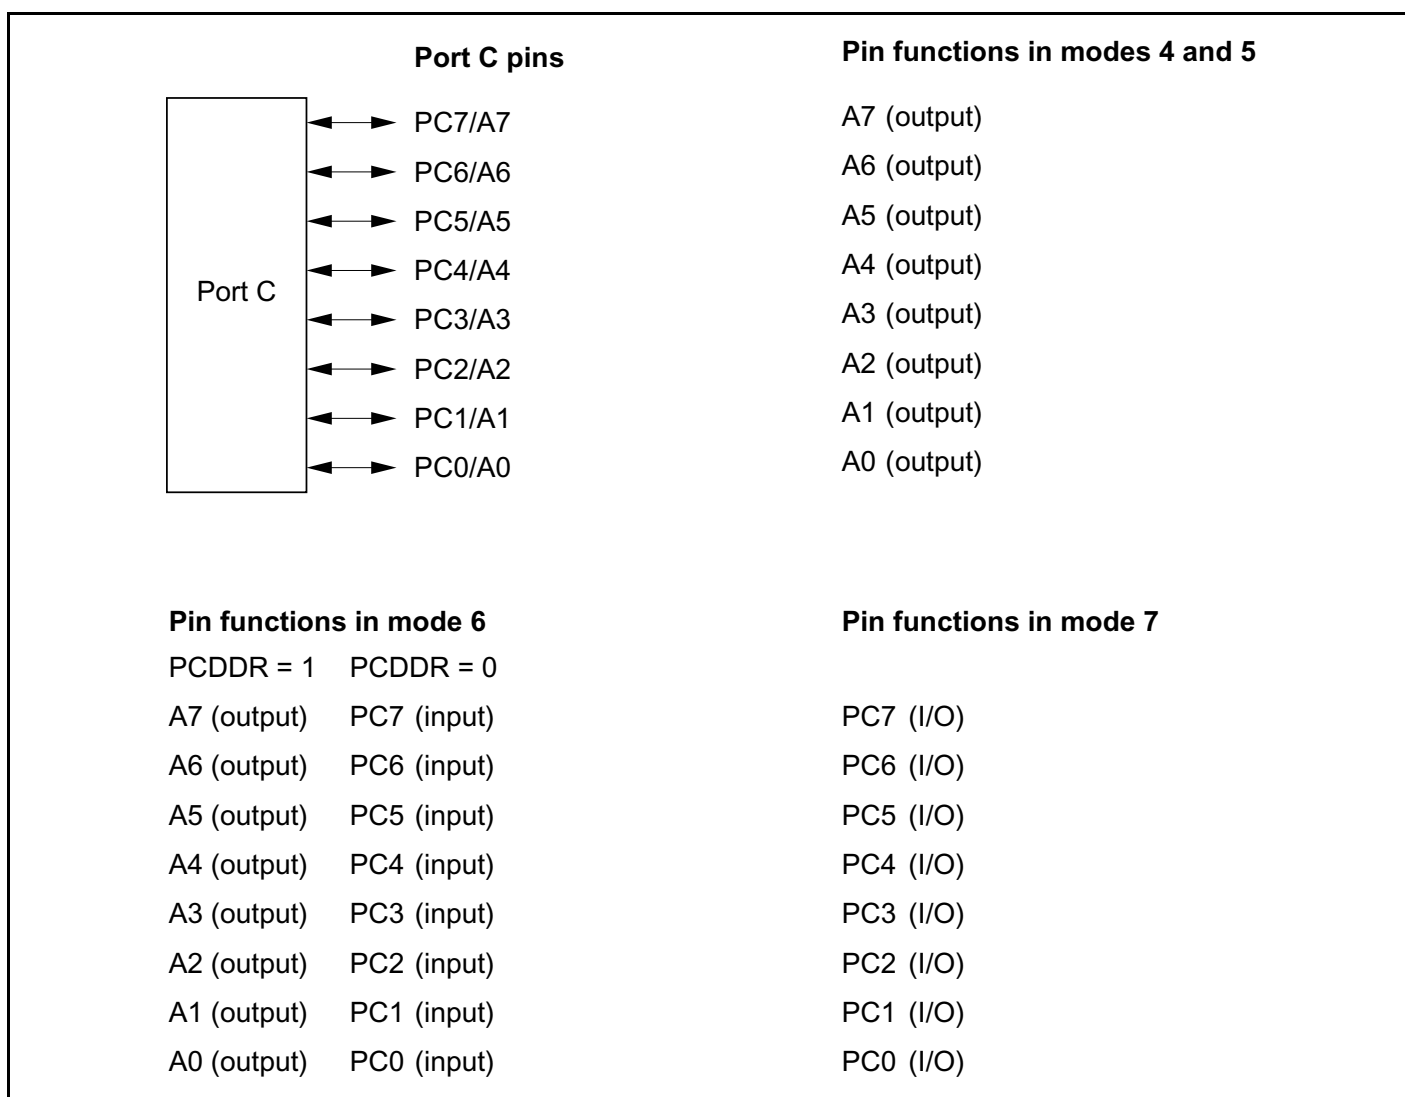 Port C pins
Pin functions in modes 4 and 5
Port C
PC7/A7
A7 (output)
PC6/A6
A6 (output)
PC5/A5
A5 (output)
PC4/A4
A4 (output)
PC3/A3
A3 (output)
PC2/A2
A2 (output)
PC1/A1
A1 (output)
PC0/A0
A0 (output)
Pin functions in mode 6
PCDDR = 1 PCDDR = 0
A7 (output) PC7 (input)
A6 (output) PC6 (input)
A5 (output) PC5 (input)
A4 (output) PC4 (input)
A3 (output) PC3 (input)
A2 (output) PC2 (input)
A1 (output) PC1 (input)
A0 (output) PC0 (input)
Pin functions in mode 7
PC7 (I/O)
PC6 (I/O)
PC5 (I/O)
PC4 (I/O)
PC3 (I/O)
PC2 (I/O)
PC1 (I/O)
PC0 (I/O)